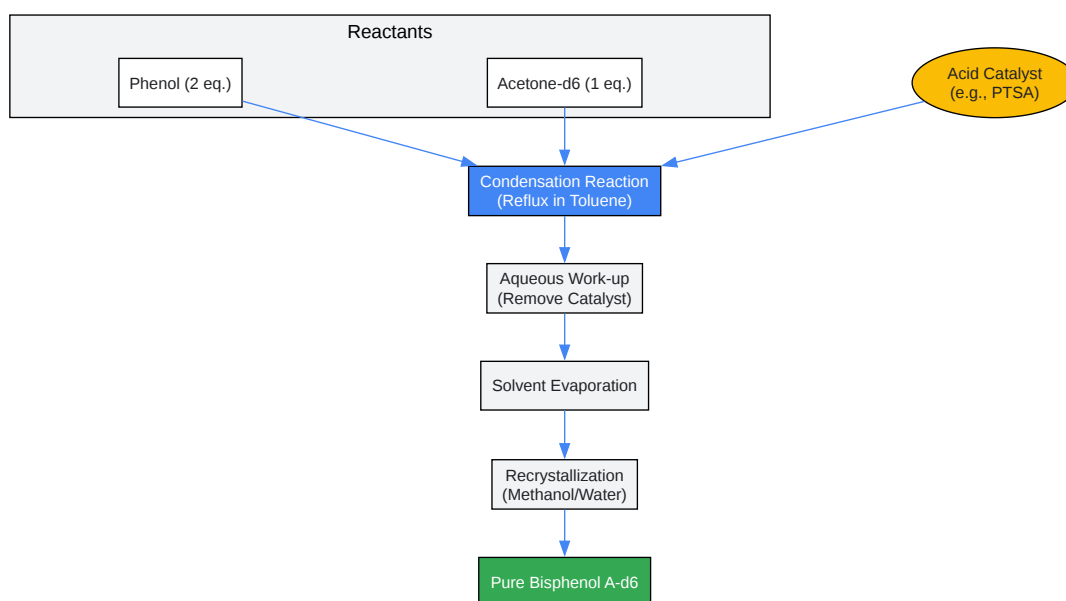 Reactants
Phenol (2 eq.)
Acetone-d6 (1 eq.)
Acid Catalyst
(e.g., PTSA)
Condensation Reaction
(Reflux in Toluene)
Aqueous Work-up
(Remove Catalyst)
Solvent Evaporation
Recrystallization
(Methanol/Water)
Pure Bisphenol A-d6